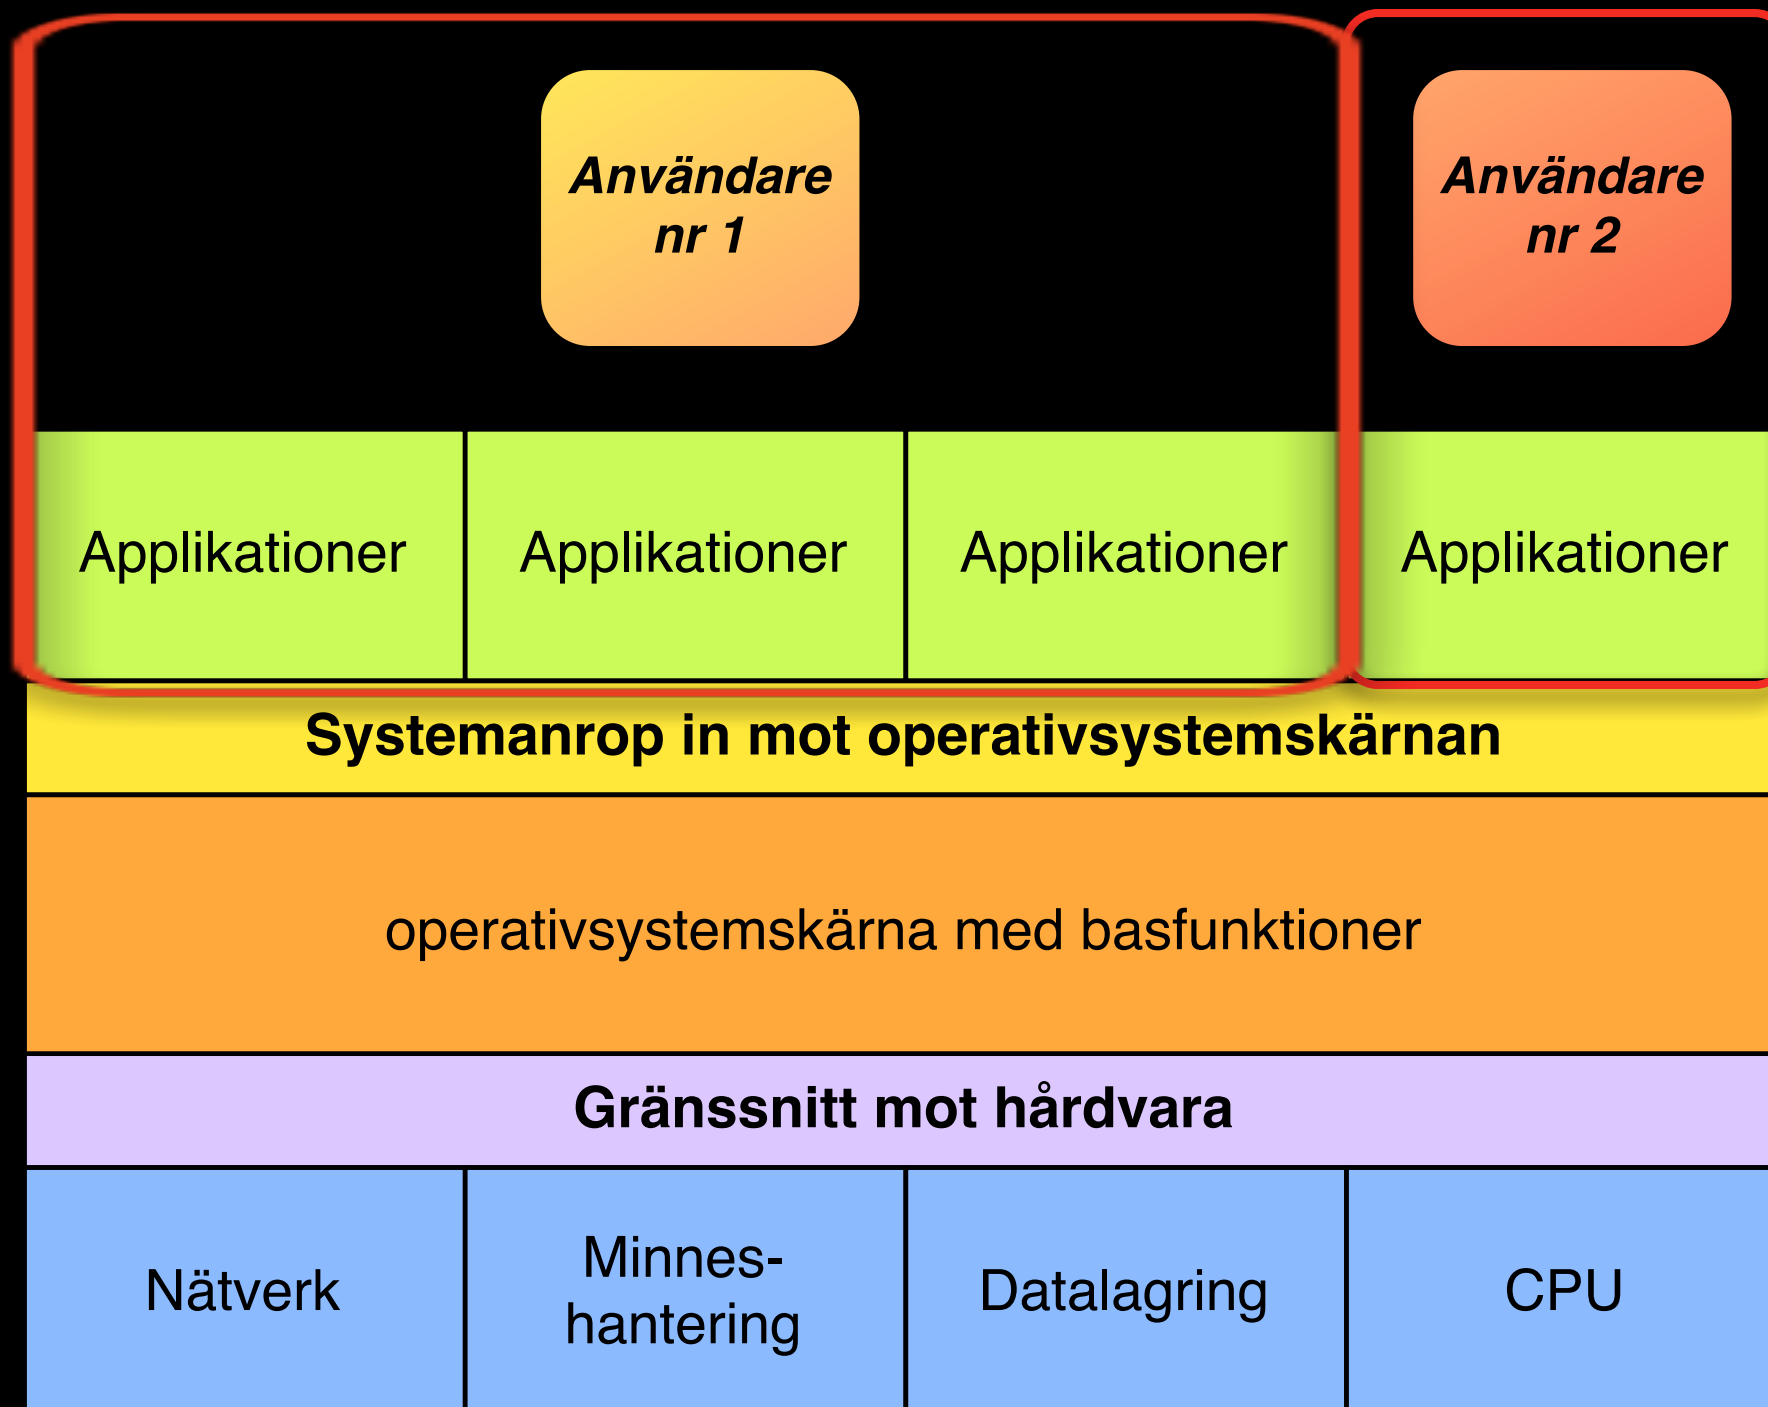 Användare
nr 1
Användare
nr 2
Applikationer
Applikationer
Applikationer
Applikationer
Systemanrop in mot operativsystemskärnan
operativsystemskärna med basfunktioner
Gränssnitt mot hårdvara
Nätverk
Minnes-
hantering
Datalagring
CPU